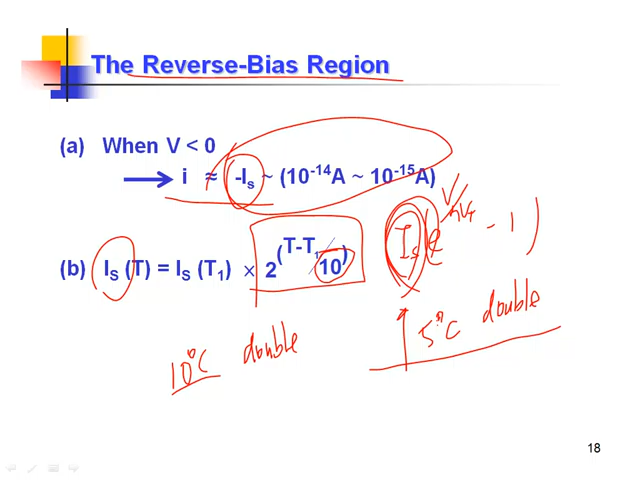 The Reverse-Bias Region
(a) When V < 0
i ≈ -Is ~ (10⁻¹⁴A ~ 10⁻¹⁵A)
Is(e^(V/nVT) - 1)
(b) IS (T) = IS (T1) × 2^((T-T1)/10)
5°C double
10°C double
18